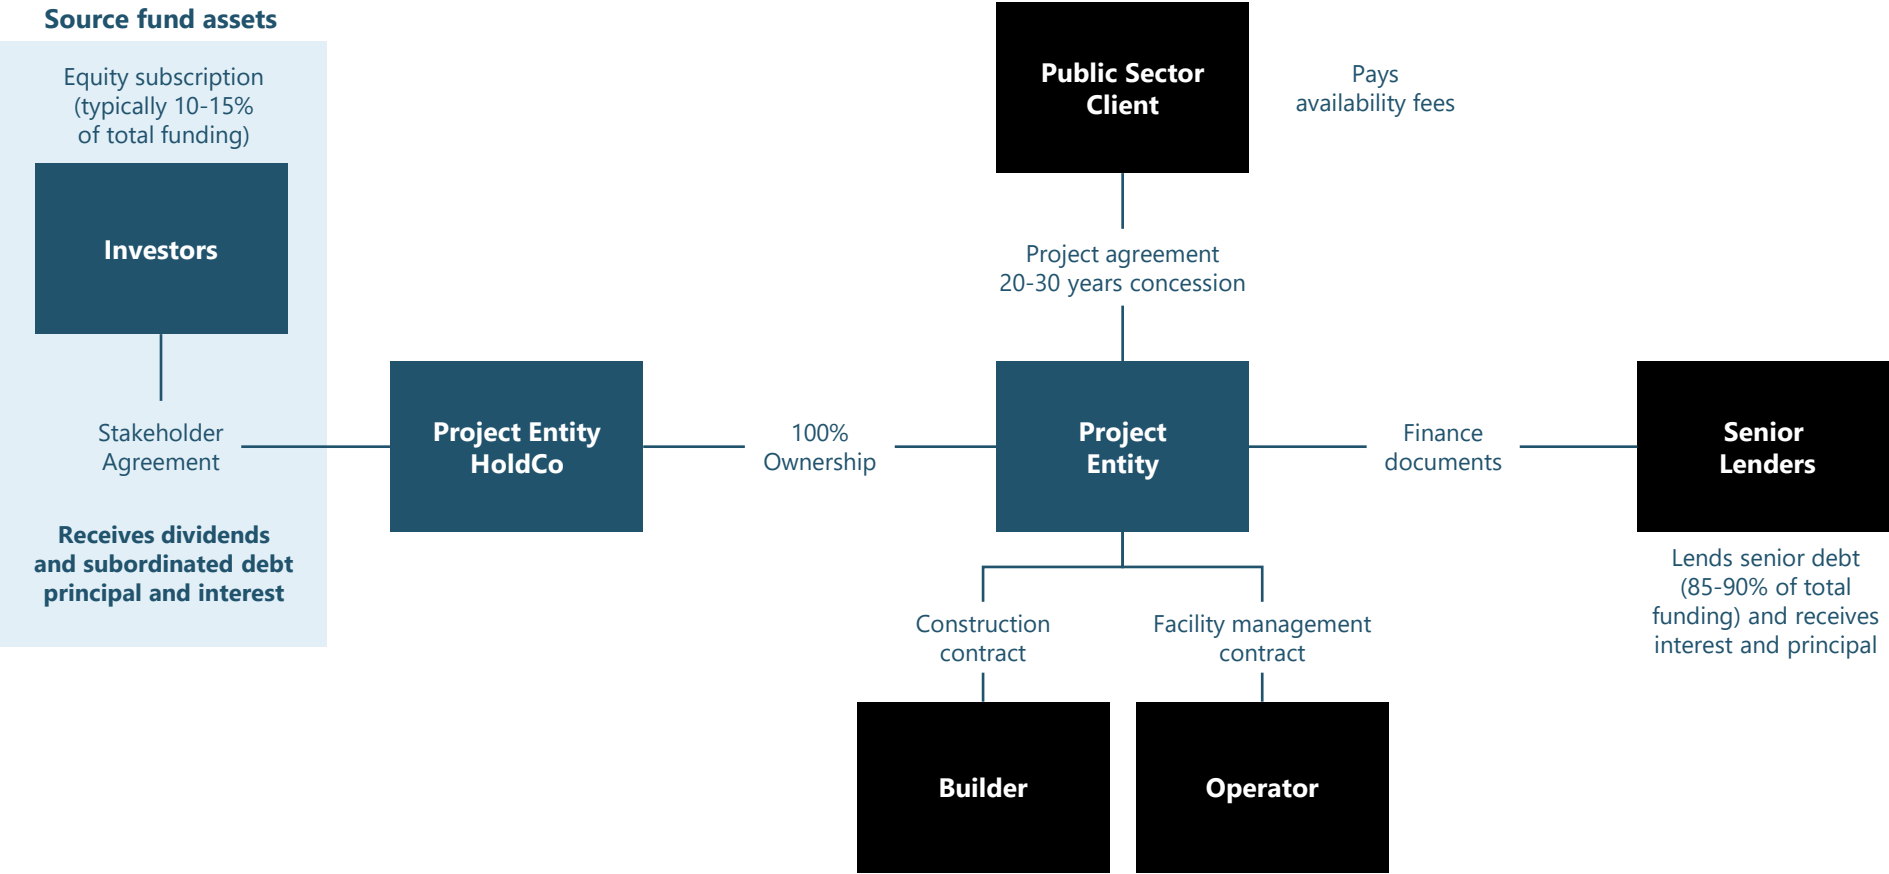 Source fund assets
Equity subscription
(typically 10-15%
of total funding)
Investors
Stakeholder
Agreement
Receives dividends
and subordinated debt
principal and interest
Project Entity
HoldCo
100%
Ownership
Public Sector
Client
Pays
availability fees
Project agreement
20-30 years concession
Project
Entity
Finance
documents
Senior
Lenders
Lends senior debt
(85-90% of total
funding) and receives
interest and principal
Construction
contract
Facility management
contract
Builder
Operator